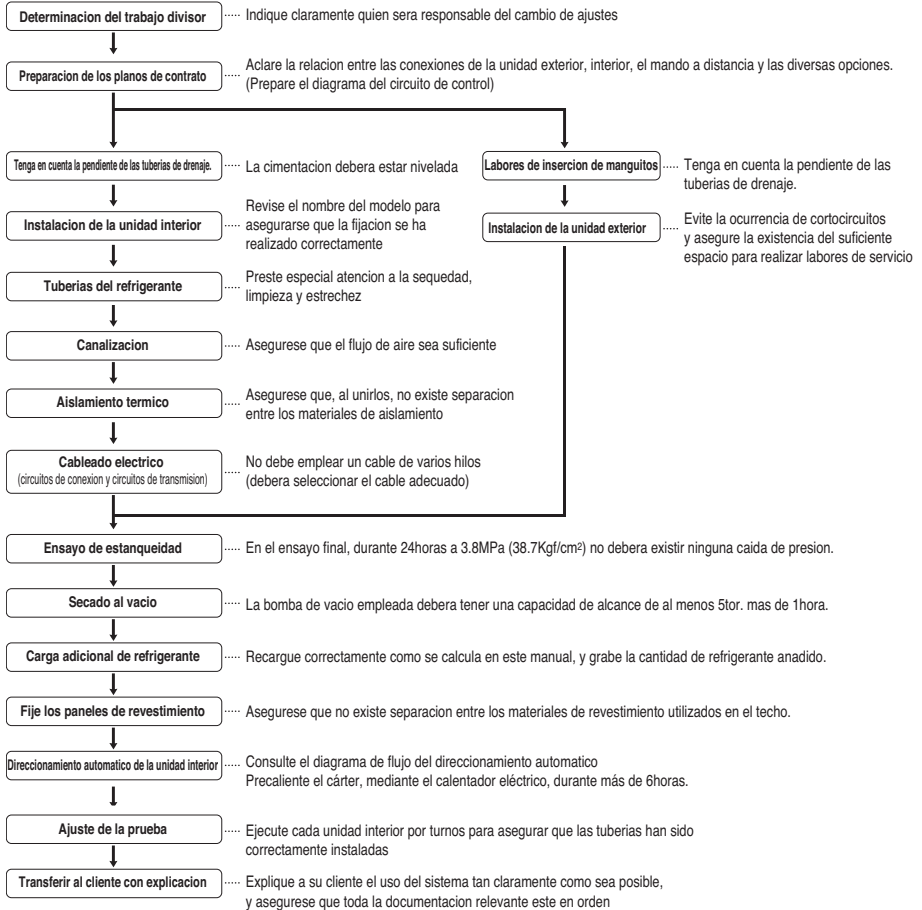 Determinacion del trabajo divisor ..... Indique claramente quien sera responsable del cambio de ajustes
Preparacion de los planos de contrato ..... Aclare la relacion entre las conexiones de la unidad exterior, interior, el mando a distancia y las diversas opciones.
(Prepare el diagrama del circuito de control)
Tenga en cuenta la pendiente de las tuberias de drenaje. ..... La cimentacion debera estar nivelada
Labores de insercion de manguitos ..... Tenga en cuenta la pendiente de las
tuberias de drenaje.
Instalacion de la unidad interior ..... Revise el nombre del modelo para
asegurarse que la fijacion se ha
realizado correctamente
Instalacion de la unidad exterior ..... Evite la ocurrencia de cortocircuitos
y asegure la existencia del suficiente
espacio para realizar labores de servicio
Tuberias del refrigerante ..... Preste especial atencion a la sequedad,
limpieza y estrechez
Canalizacion ..... Asegurese que el flujo de aire sea suficiente
Aislamiento termico ..... Asegurese que, al unirlos, no existe separacion
entre los materiales de aislamiento
Cableado electrico
(circuitos de conexion y circuitos de transmision) ..... No debe emplear un cable de varios hilos
(debera seleccionar el cable adecuado)
Ensayo de estanqueidad ..... En el ensayo final, durante 24horas a 3.8MPa (38.7Kgf/cm²) no debera existir ninguna caida de presion.
Secado al vacio ..... La bomba de vacio empleada debera tener una capacidad de alcance de al menos 5tor. mas de 1hora.
Carga adicional de refrigerante ..... Recargue correctamente como se calcula en este manual, y grabe la cantidad de refrigerante anadido.
Fije los paneles de revestimiento ..... Asegurese que no existe separacion entre los materiales de revestimiento utilizados en el techo.
Direccionamiento automatico de la unidad interior ..... Consulte el diagrama de flujo del direccionamiento automatico
Precaliente el cárter, mediante el calentador eléctrico, durante más de 6horas.
Ajuste de la prueba ..... Ejecute cada unidad interior por turnos para asegurar que las tuberias han sido
correctamente instaladas
Transferir al cliente con explicacion ..... Explique a su cliente el uso del sistema tan claramente como sea posible,
y asegurese que toda la documentacion relevante este en orden